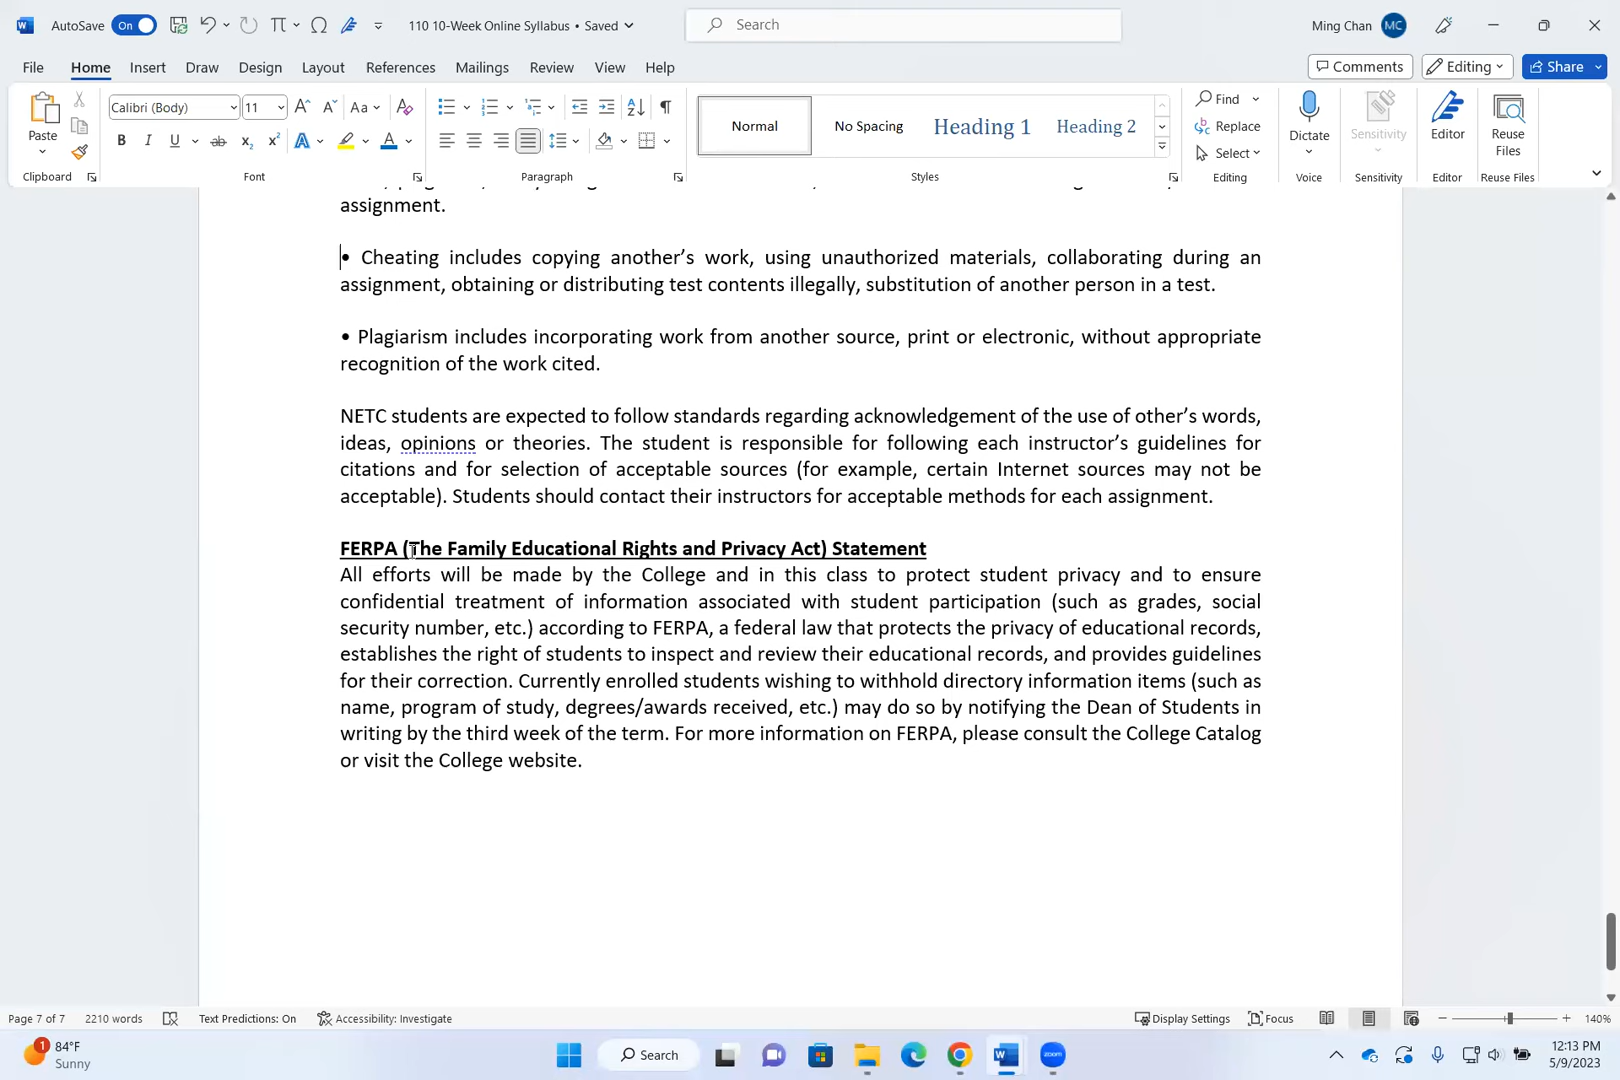 AutoSave On 110 10-Week Online Syllabus • Saved Search Ming Chan MC
File Home Insert Draw Design Layout References Mailings Review View Help Comments Editing Share
Paste Calibri (Body) 11 Aa Normal No Spacing Heading 1 Heading 2 Find Replace Select Dictate Sensitivity Editor Reuse Files
Clipboard Font Paragraph Styles Editing Voice Sensitivity Editor Reuse Files
assignment.
• Cheating includes copying another’s work, using unauthorized materials, collaborating during an
assignment, obtaining or distributing test contents illegally, substitution of another person in a test.
• Plagiarism includes incorporating work from another source, print or electronic, without appropriate
recognition of the work cited.
NETC students are expected to follow standards regarding acknowledgement of the use of other’s words,
ideas, opinions or theories. The student is responsible for following each instructor’s guidelines for
citations and for selection of acceptable sources (for example, certain Internet sources may not be
acceptable). Students should contact their instructors for acceptable methods for each assignment.
FERPA (The Family Educational Rights and Privacy Act) Statement
All efforts will be made by the College and in this class to protect student privacy and to ensure
confidential treatment of information associated with student participation (such as grades, social
security number, etc.) according to FERPA, a federal law that protects the privacy of educational records,
establishes the right of students to inspect and review their educational records, and provides guidelines
for their correction. Currently enrolled students wishing to withhold directory information items (such as
name, program of study, degrees/awards received, etc.) may do so by notifying the Dean of Students in
writing by the third week of the term. For more information on FERPA, please consult the College Catalog
or visit the College website.
Page 7 of 7 2210 words Text Predictions: On Accessibility: Investigate Display Settings Focus 140%
1 84°F
Sunny
Search
zoom
12:13 PM
5/9/2023